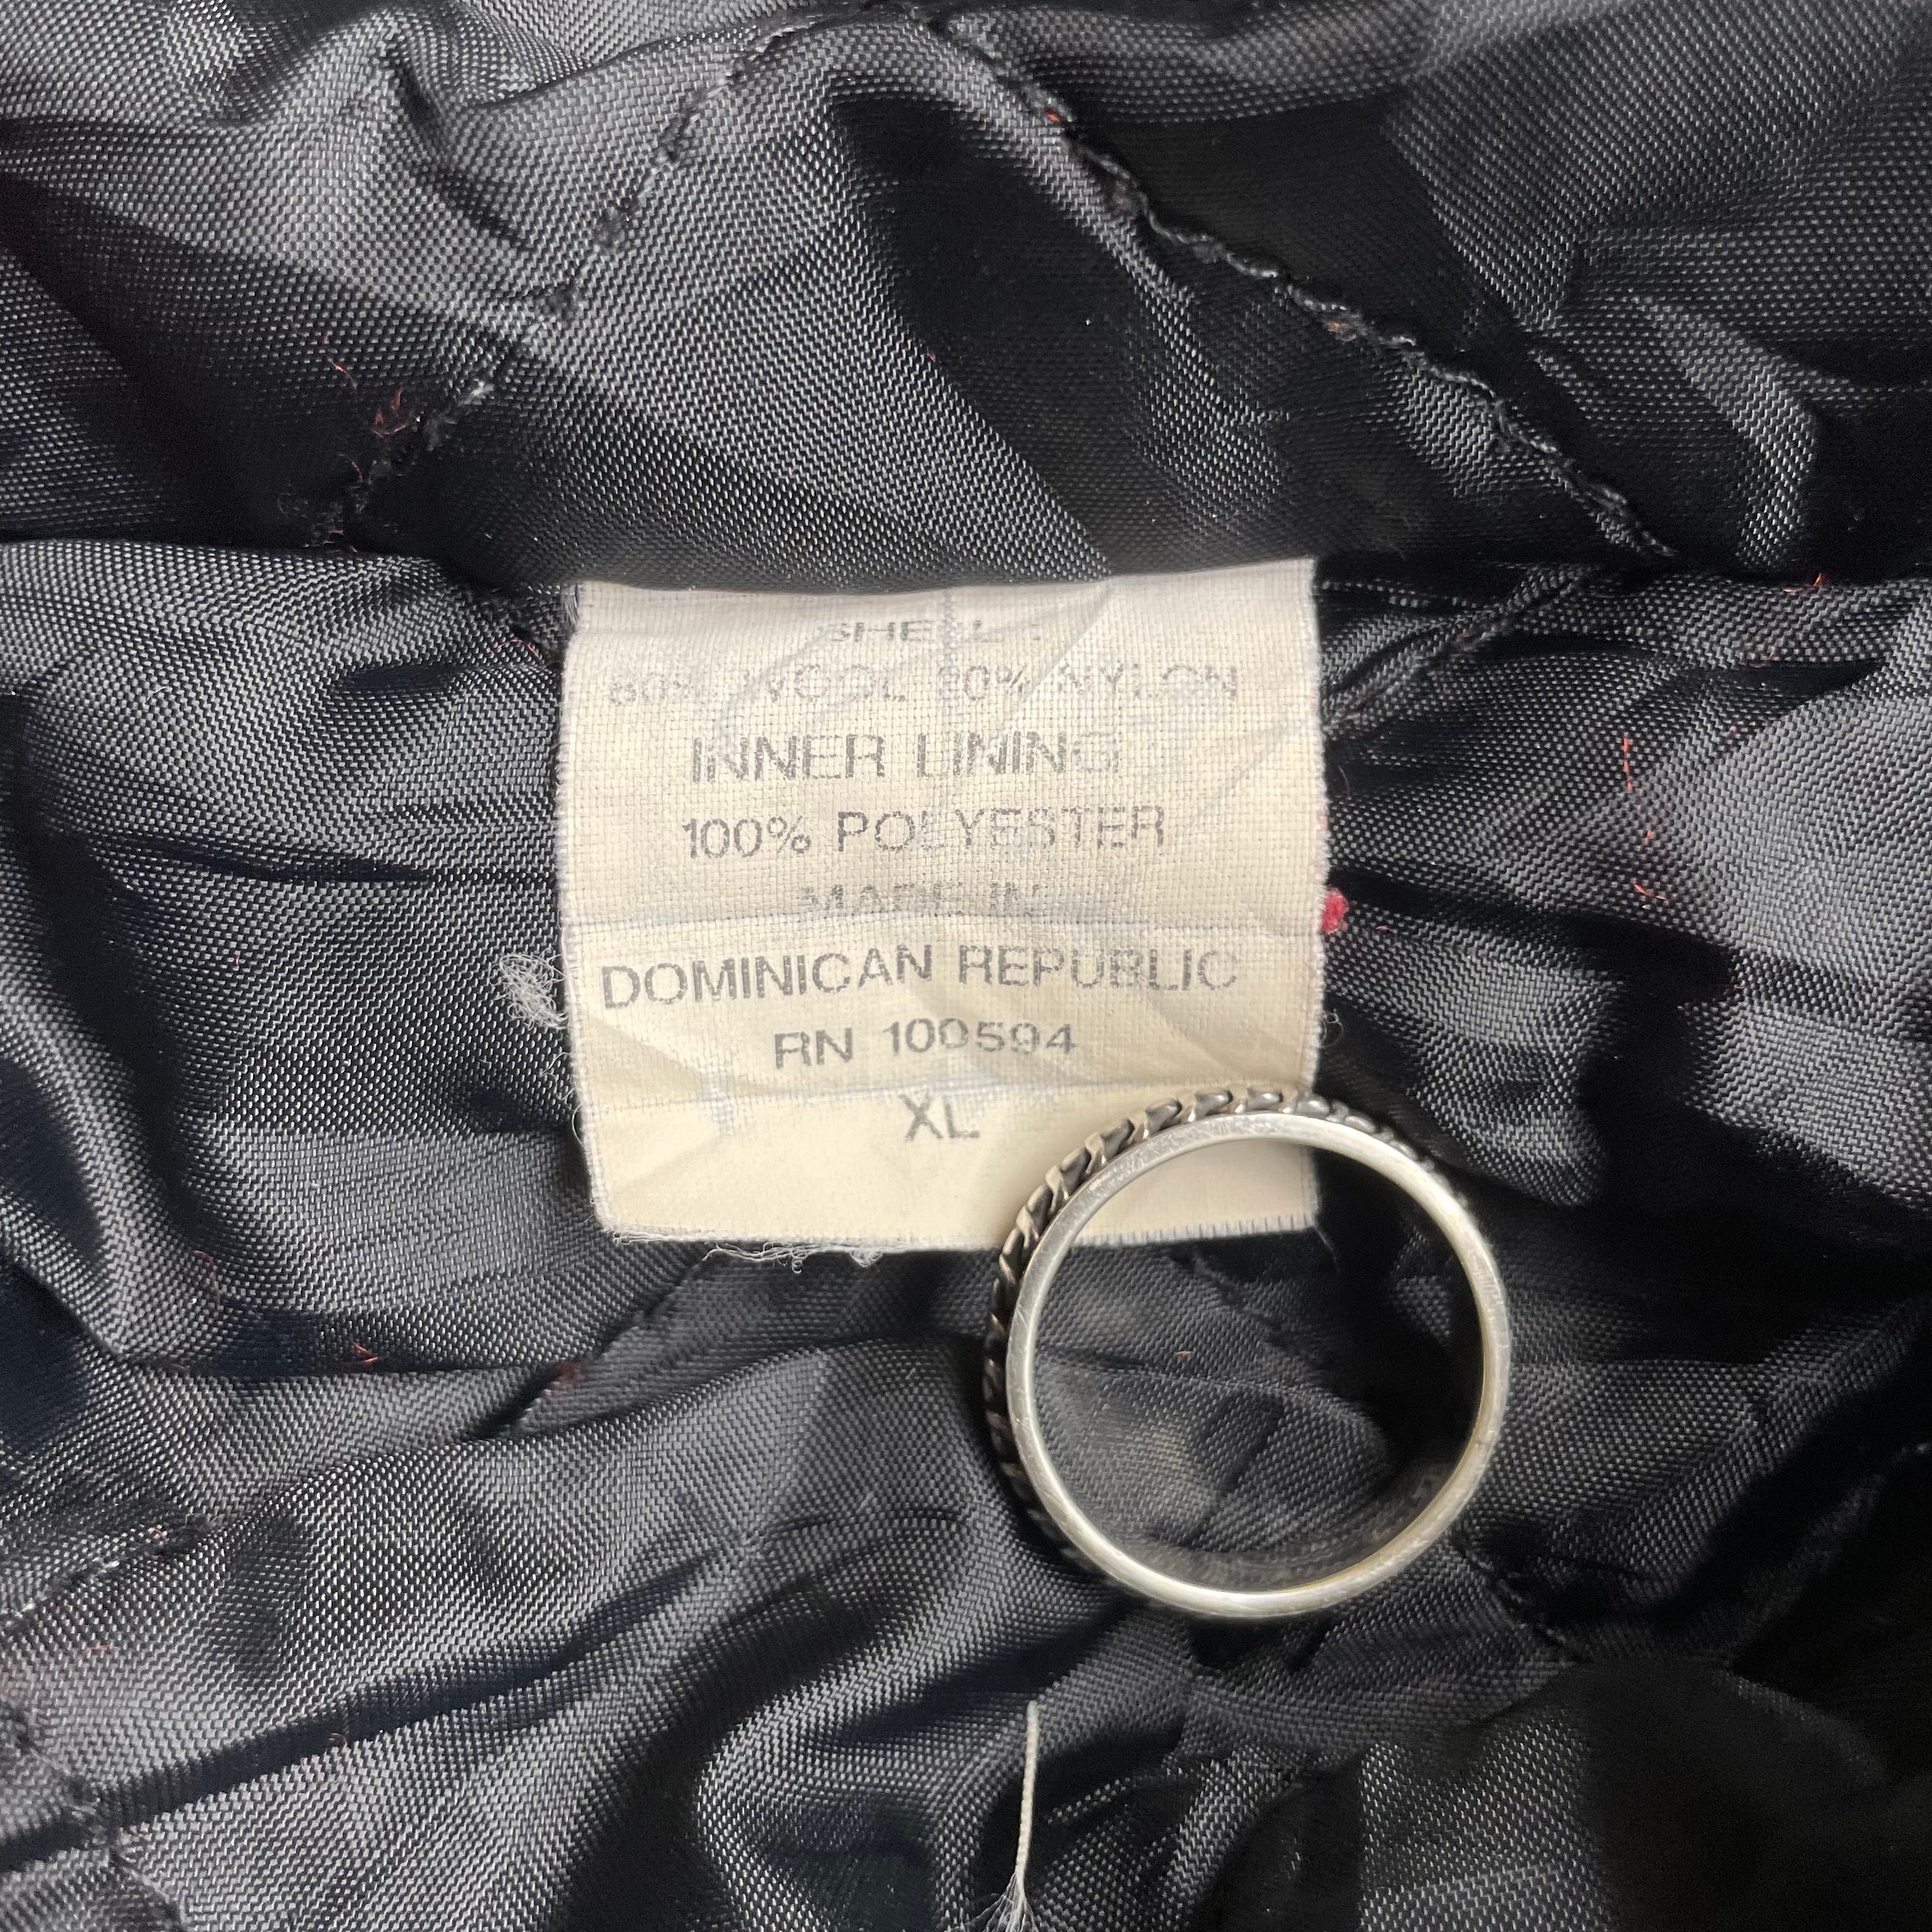 SHELL:
80% WOOL 20% NYLON
INNER LINING
100% POLYESTER
MADE IN
DOMINICAN REPUBLIC
RN 100594
XL